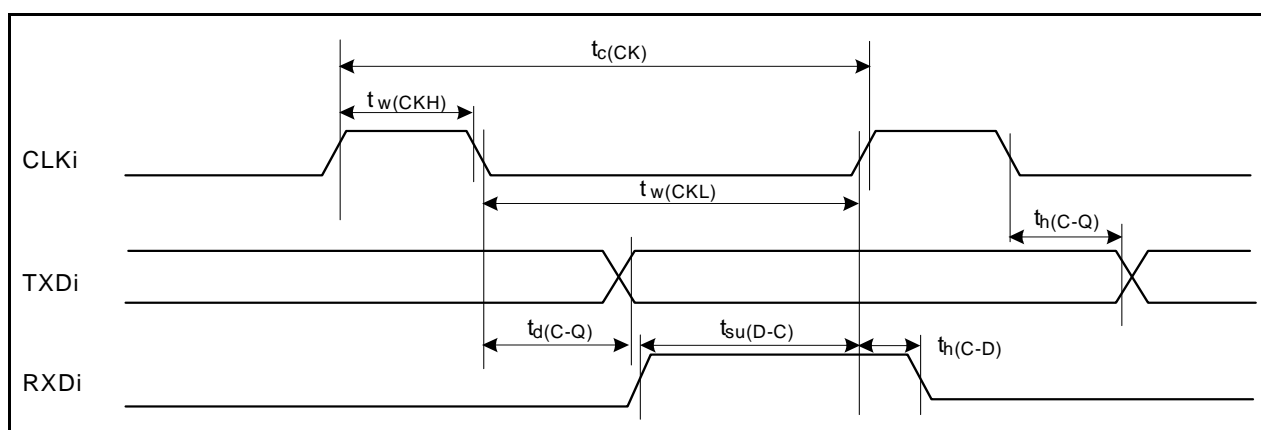 tc(CK)
tw(CKH)
CLKi
tw(CKL)
th(C-Q)
TXDi
td(C-Q)
tsu(D-C)
th(C-D)
RXDi